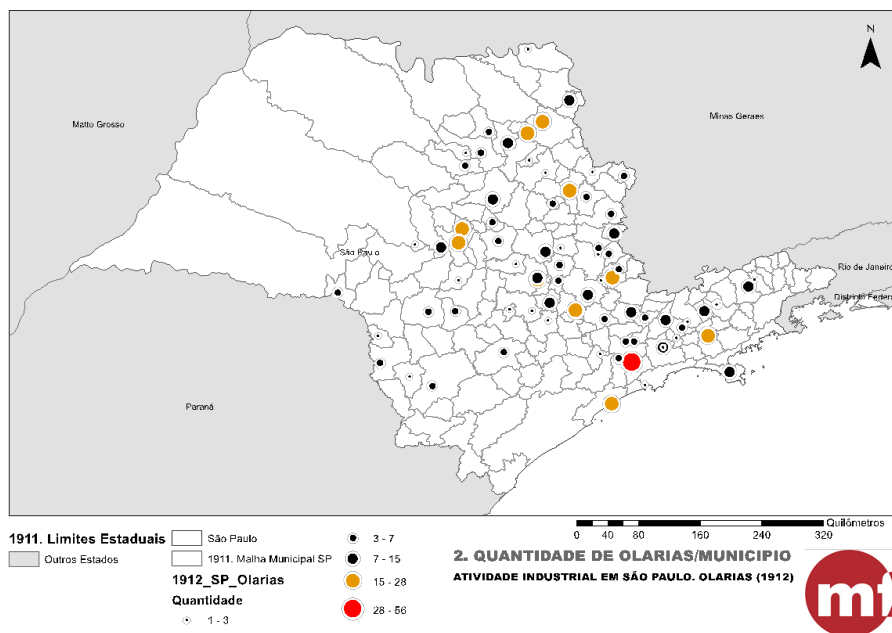 N
Matto Grosso
Minas Geraes
São Paulo
Rio de Janeiro
Distrito Federal
Paraná
Quilômetros
0 40 80 160 240 320
1911. Limites Estaduais
Outros Estados
São Paulo
1911. Malha Municipal SP
1912_SP_Olarias
Quantidade
1 - 3
3 - 7
7 - 15
15 - 28
28 - 56
2. QUANTIDADE DE OLARIAS/MUNICIPIO
ATIVIDADE INDUSTRIAL EM SÃO PAULO. OLARIAS (1912)